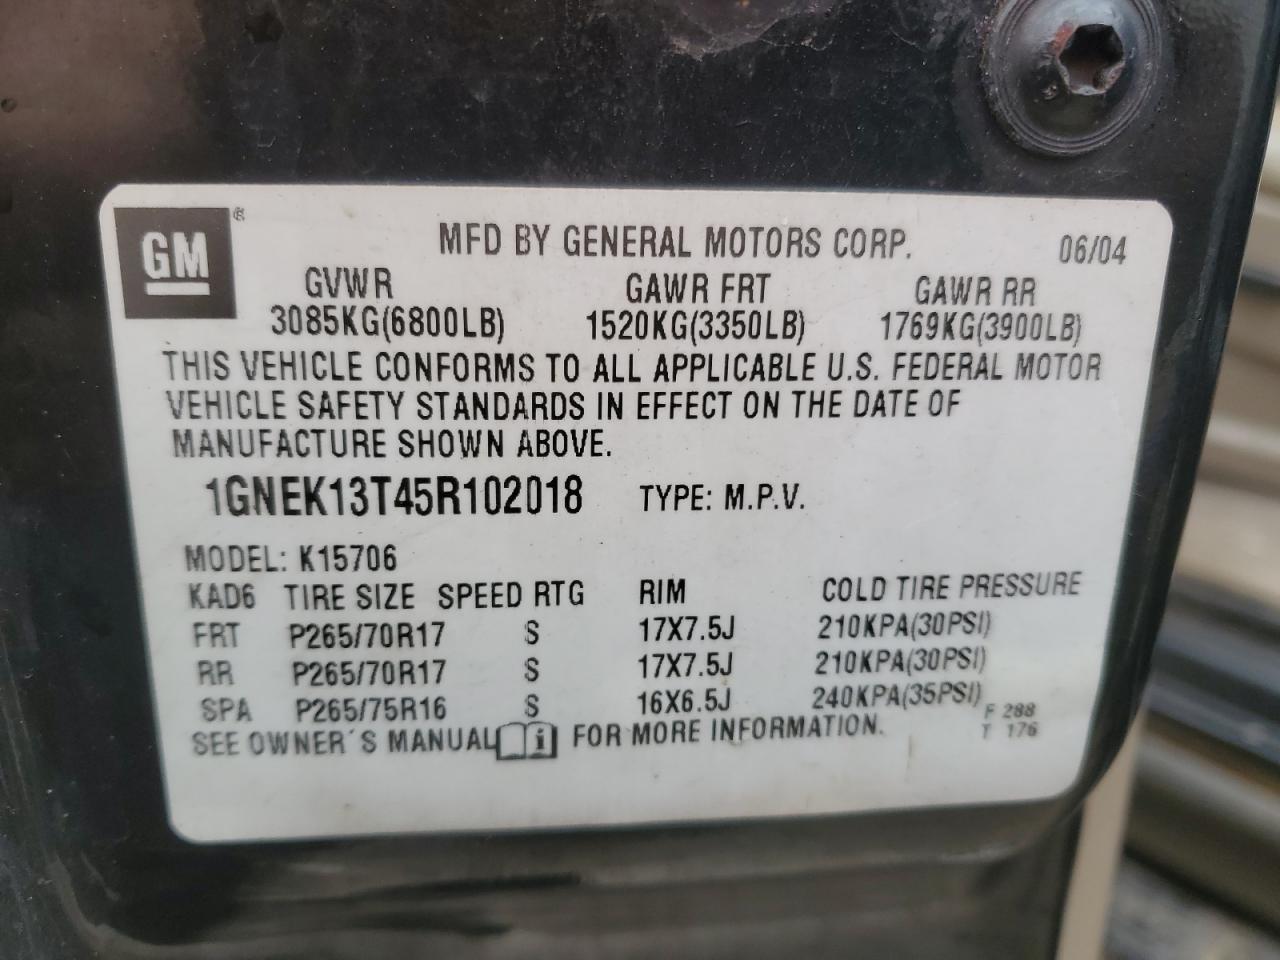 GM ®
MFD BY GENERAL MOTORS CORP. 06/04
GVWR GAWR FRT GAWR RR
3085KG(6800LB) 1520KG(3350LB) 1769KG(3900LB)
THIS VEHICLE CONFORMS TO ALL APPLICABLE U.S. FEDERAL MOTOR
VEHICLE SAFETY STANDARDS IN EFFECT ON THE DATE OF
MANUFACTURE SHOWN ABOVE.
1GNEK13T45R102018 TYPE: M.P.V.
MODEL: K15706
KAD6 TIRE SIZE SPEED RTG RIM COLD TIRE PRESSURE
FRT P265/70R17 S 17X7.5J 210KPA(30PSI)
RR P265/70R17 S 17X7.5J 210KPA(30PSI)
SPA P265/75R16 S 16X6.5J 240KPA(35PSI)
F 288
SEE OWNER'S MANUAL i FOR MORE INFORMATION. T 176